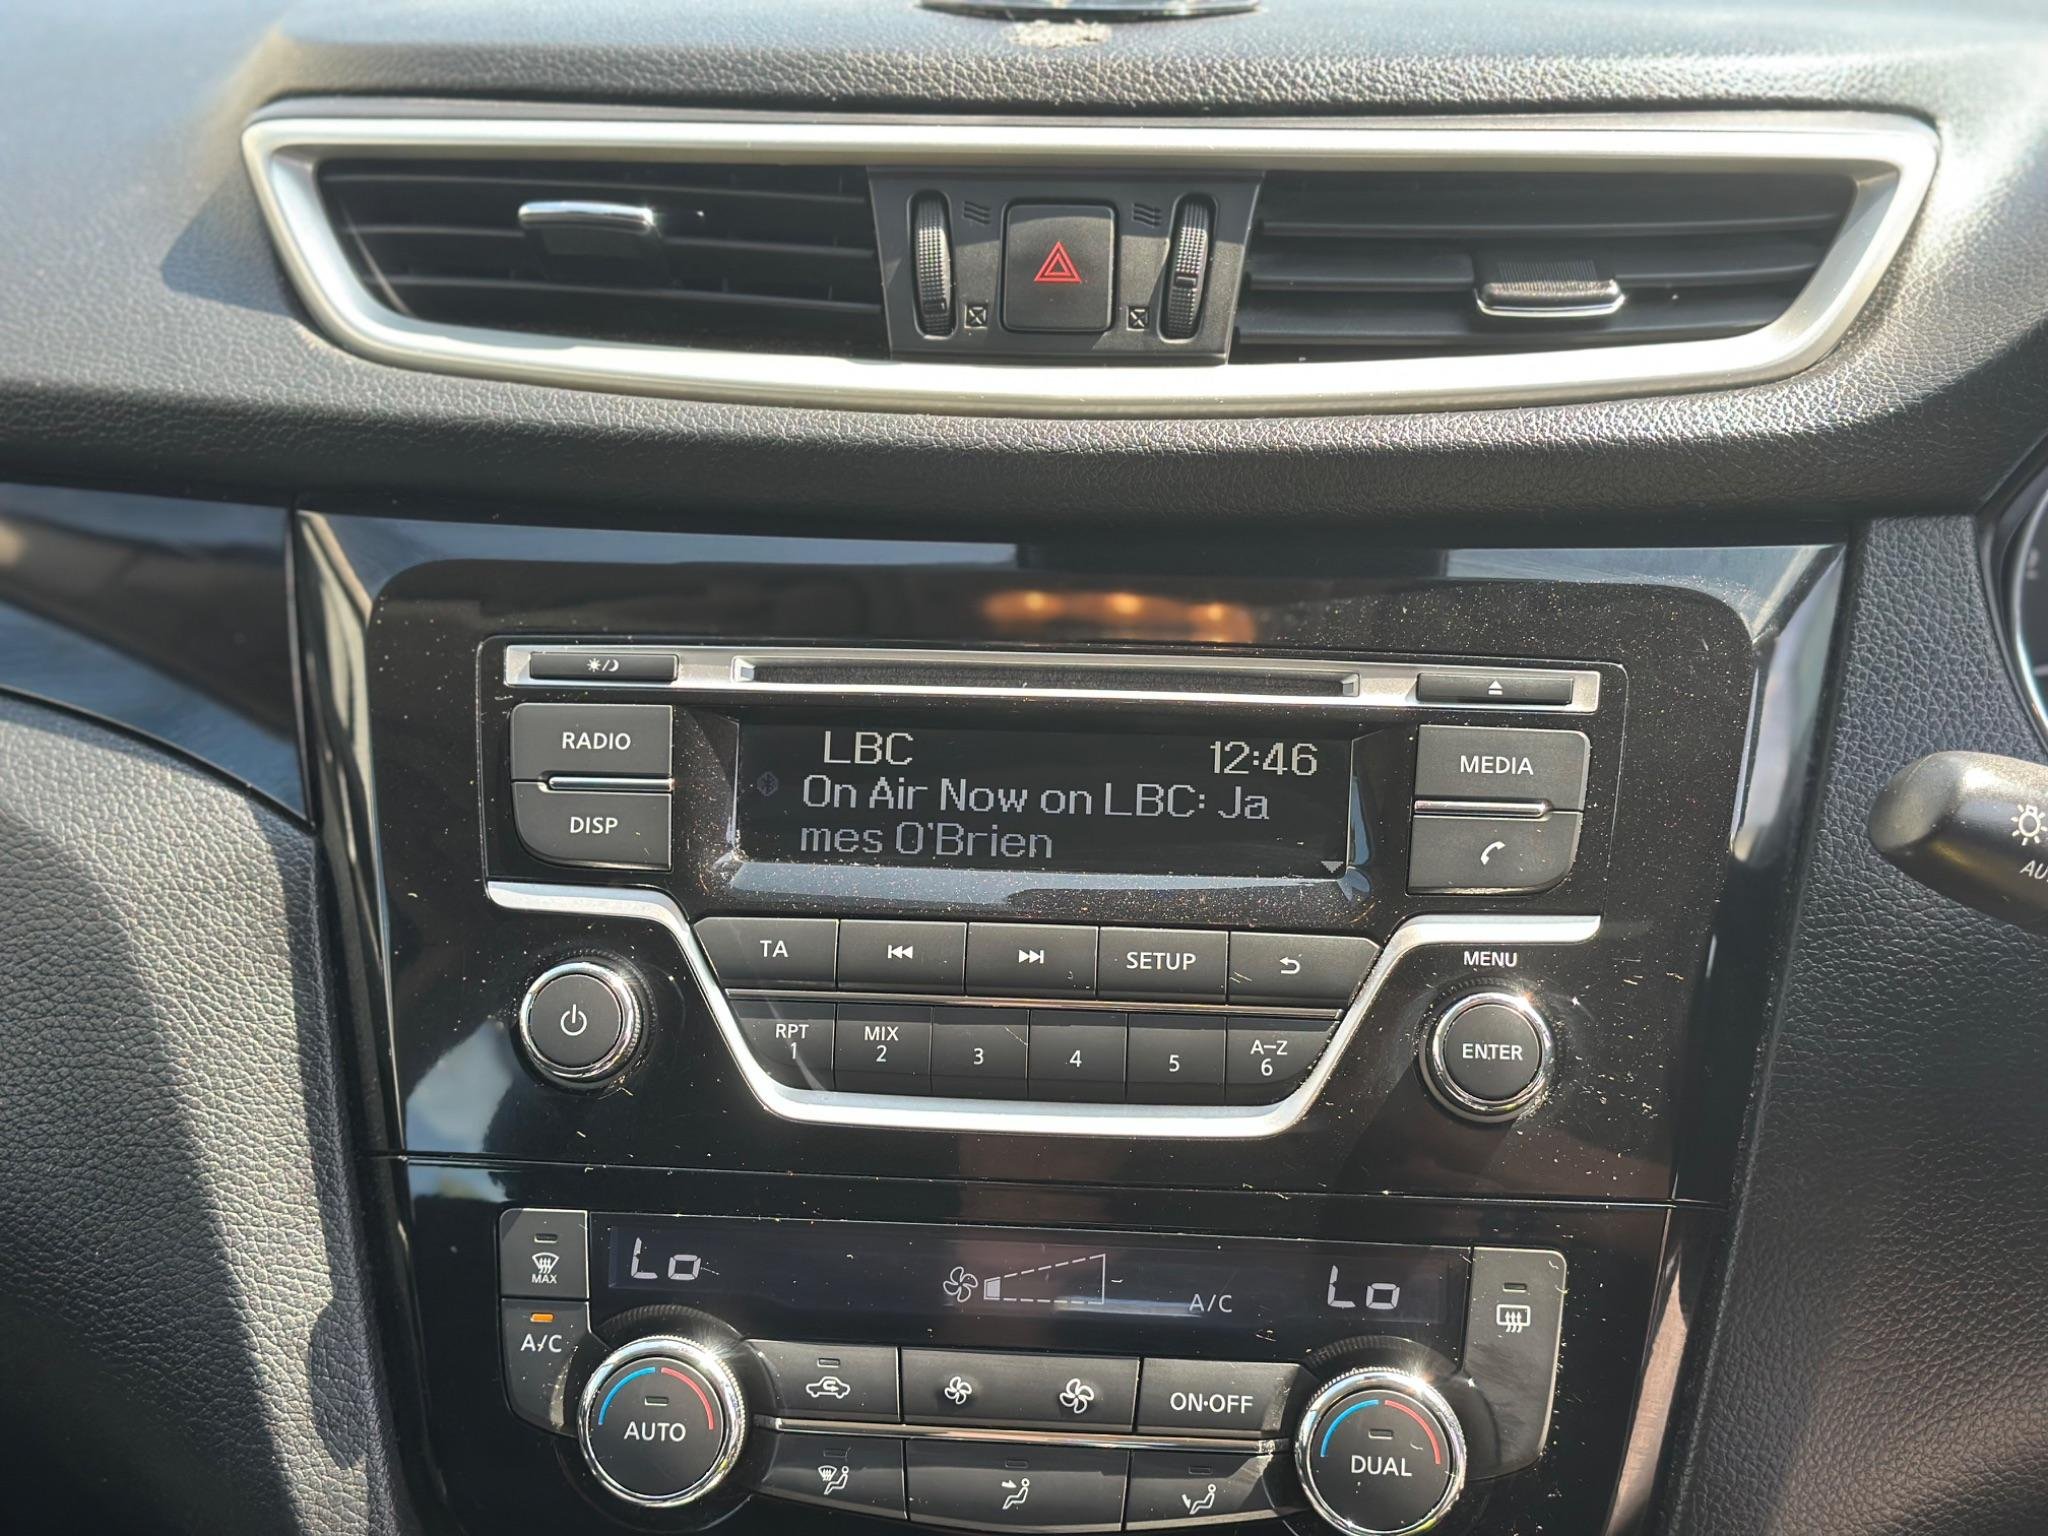 RADIO
DISP
LBC 12:46
On Air Now on LBC: Ja
mes O'Brien
MEDIA
TA
SETUP
MENU
RPT
1
MIX
2
3
4
5
A-Z
6
ENTER
Lo
A/C
Lo
MAX
A/C
AUTO
ON·OFF
DUAL